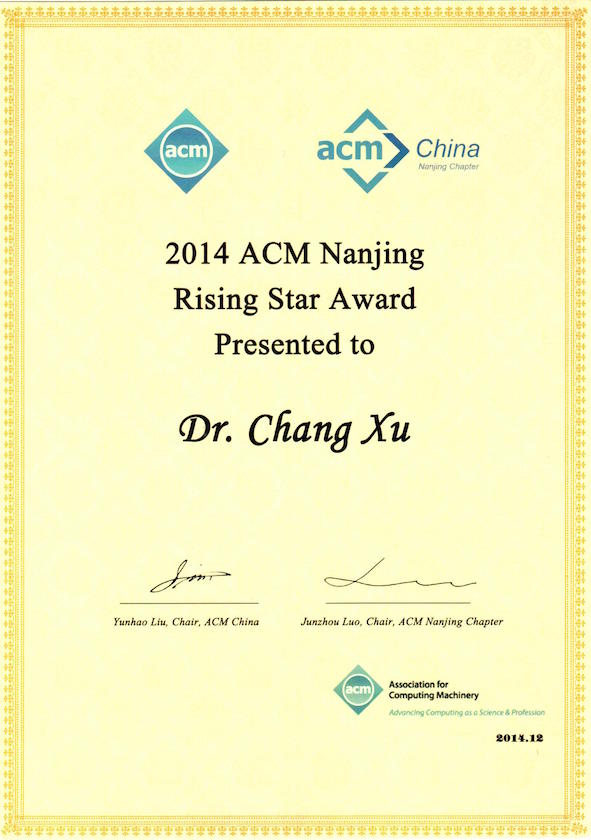 acm
acm China
Nanjing Chapter
2014 ACM Nanjing
Rising Star Award
Presented to
Dr. Chang Xu
Yunhao Liu, Chair, ACM China
Junzhou Luo, Chair, ACM Nanjing Chapter
acm
Association for
Computing Machinery
Advancing Computing as a Science & Profession
2014.12